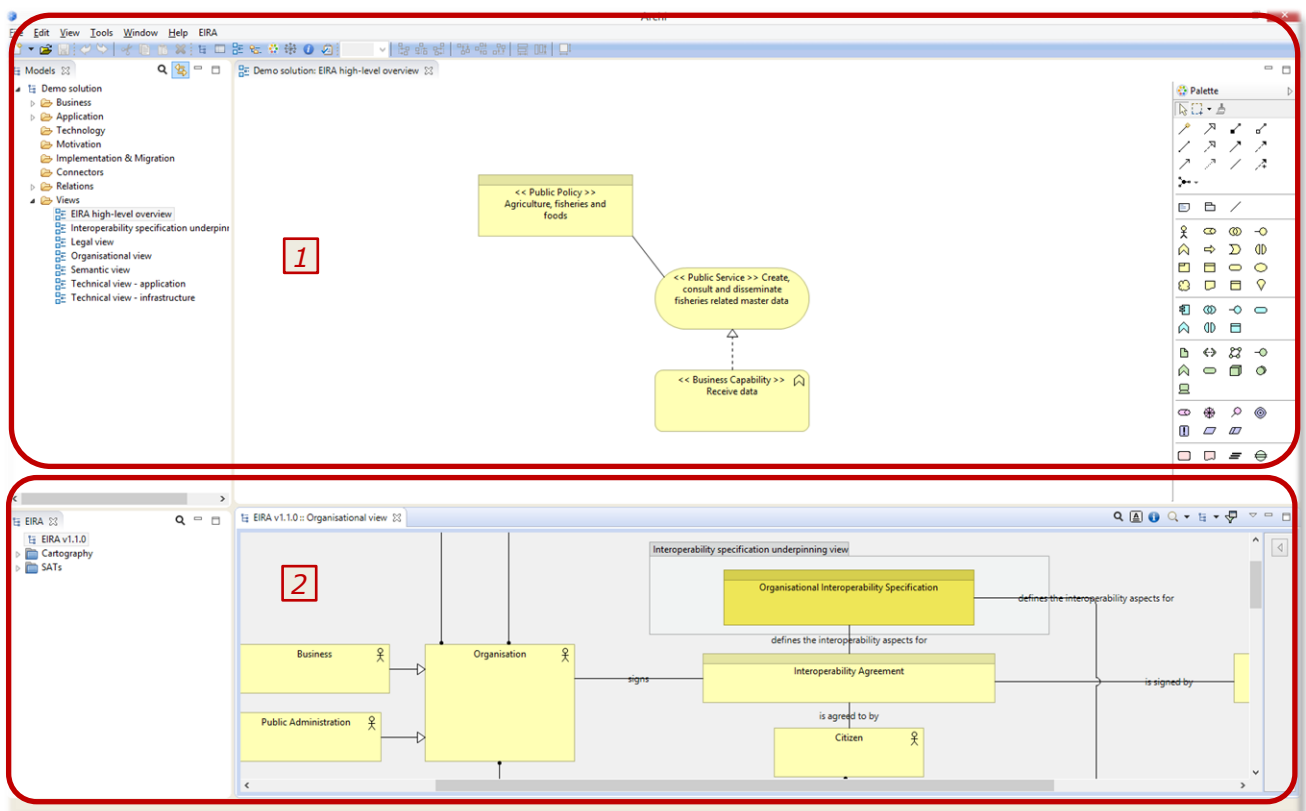 Archi
File Edit View Tools Window Help EIRA
Models
Demo solution
Business
Application
Technology
Motivation
Implementation & Migration
Connectors
Relations
Views
EIRA high-level overview
Interoperability specification underpinn
Legal view
Organisational view
Semantic view
Technical view - application
Technical view - infrastructure
Demo solution: EIRA high-level overview
1
<< Public Policy >>
Agriculture, fisheries and
foods
<< Public Service >> Create,
consult and disseminate
fisheries related master data
<< Business Capability >>
Receive data
Palette
EIRA
EIRA v1.1.0
Cartography
SATs
EIRA v1.1.0 :: Organisational view
2
Interoperability specification underpinning view
Organisational Interoperability Specification
defines the interoperability aspects for
defines the interoperability aspects for
Business
Organisation
Interoperability Agreement
signs
is signed by
Public Administration
is agreed to by
Citizen